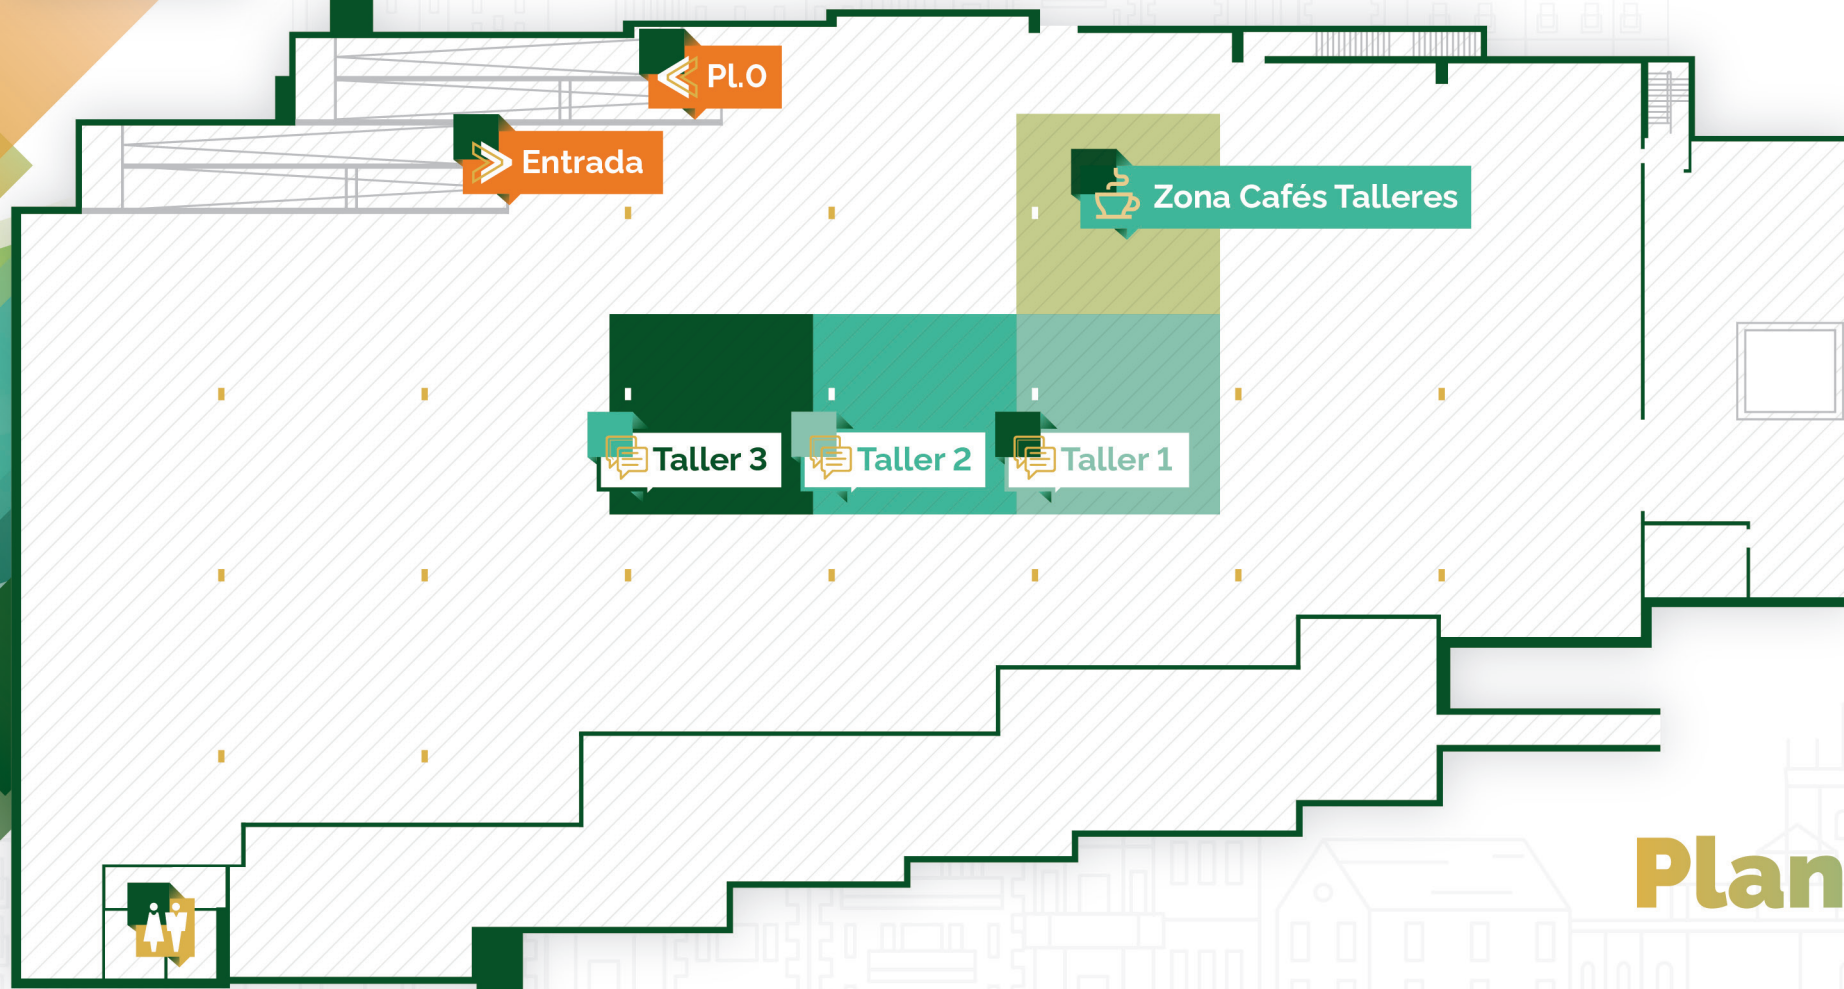 Pl.0
Entrada
Zona Cafés Talleres
Taller 3
Taller 2
Taller 1
Plan